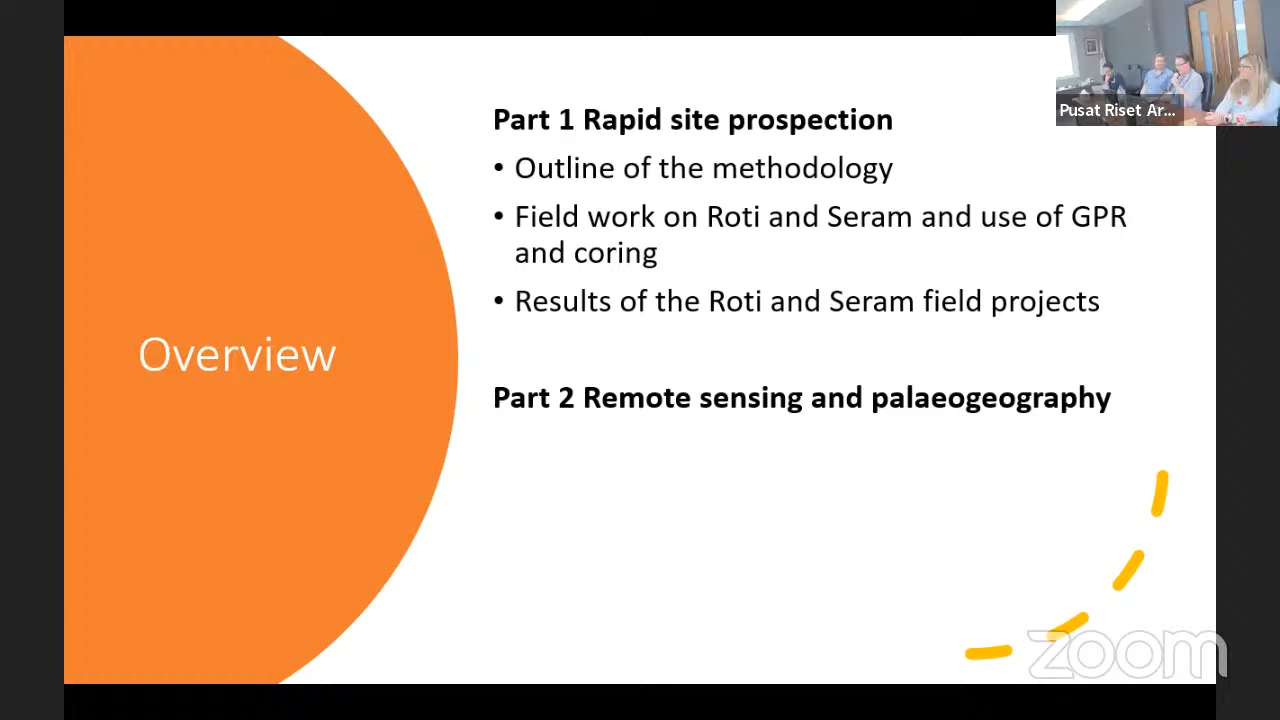 Pusat Riset Ar...
Part 1 Rapid site prospection
• Outline of the methodology
• Field work on Roti and Seram and use of GPR
and coring
• Results of the Roti and Seram field projects
Overview
Part 2 Remote sensing and palaeogeography
zoom